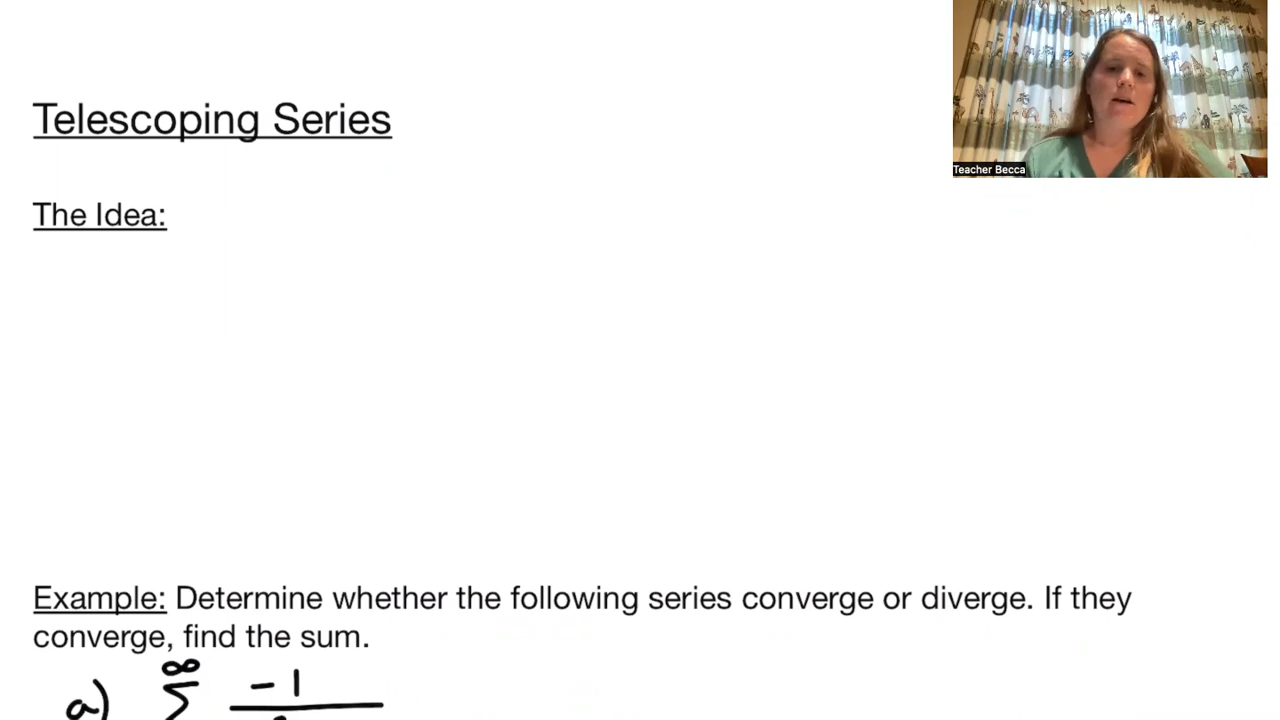 Telescoping Series
Teacher Becca
The Idea:
Example: Determine whether the following series converge or diverge. If they
converge, find the sum.
∞
a) Σ -1